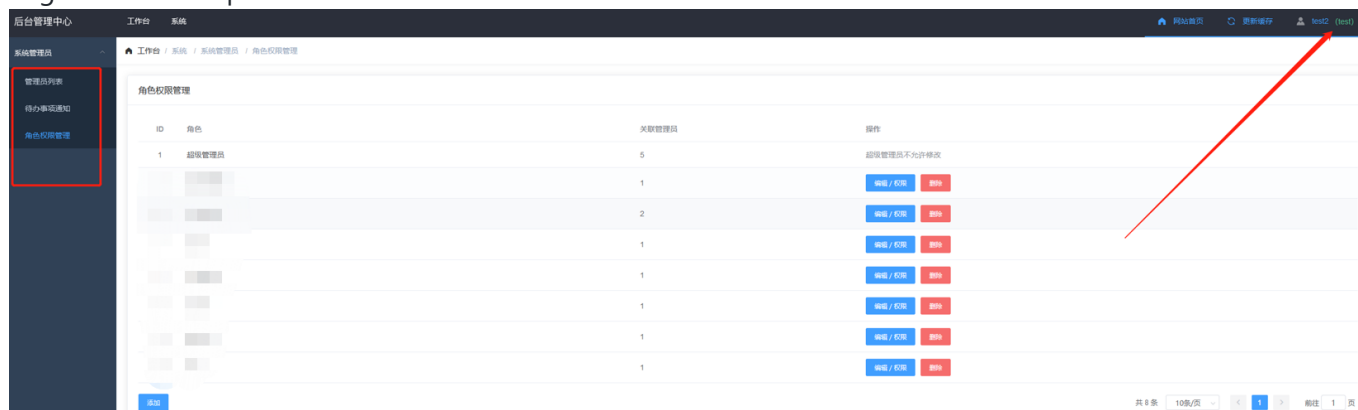 后台管理中心 工作台 系统 网站首页 更新缓存 test2 (test)
系统管理员 工作台 / 系统 / 系统管理员 / 角色权限管理
管理员列表
角色权限管理
待办事项通知
角色权限管理
ID 角色 关联管理员 操作
1 超级管理员 5 超级管理员不允许修改
1 编辑 / 权限 删除
2 编辑 / 权限 删除
1 编辑 / 权限 删除
1 编辑 / 权限 删除
1 编辑 / 权限 删除
1 编辑 / 权限 删除
1 编辑 / 权限 删除
添加 共 8 条 10条/页 < 1 > 前往 1 页